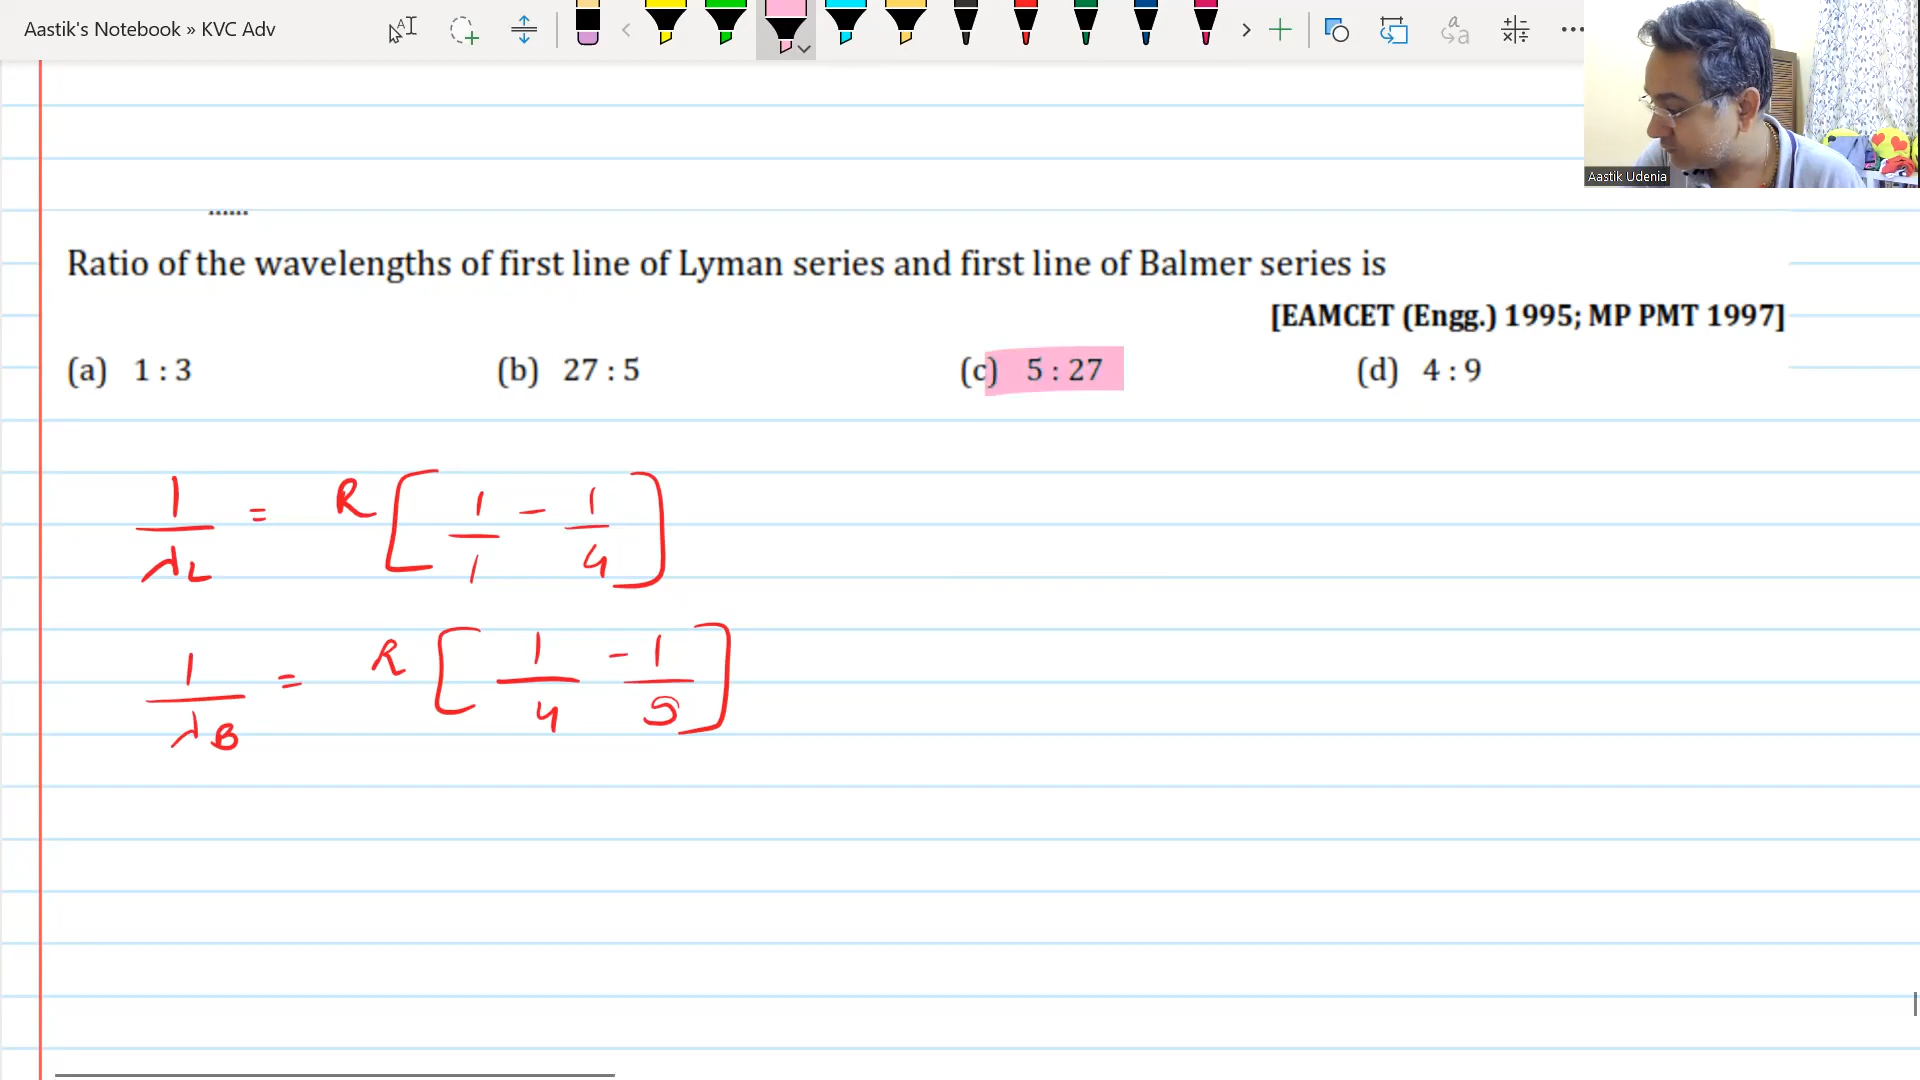 Aastik's Notebook » KVC Adv
Aastik Udenia
Ratio of the wavelengths of first line of Lyman series and first line of Balmer series is
[EAMCET (Engg.) 1995; MP PMT 1997]
(a) 1 : 3 (b) 27 : 5 (c) 5 : 27 (d) 4 : 9
1/λL = R [1/1 - 1/4]
1/λB = R [1/4 - 1/9]